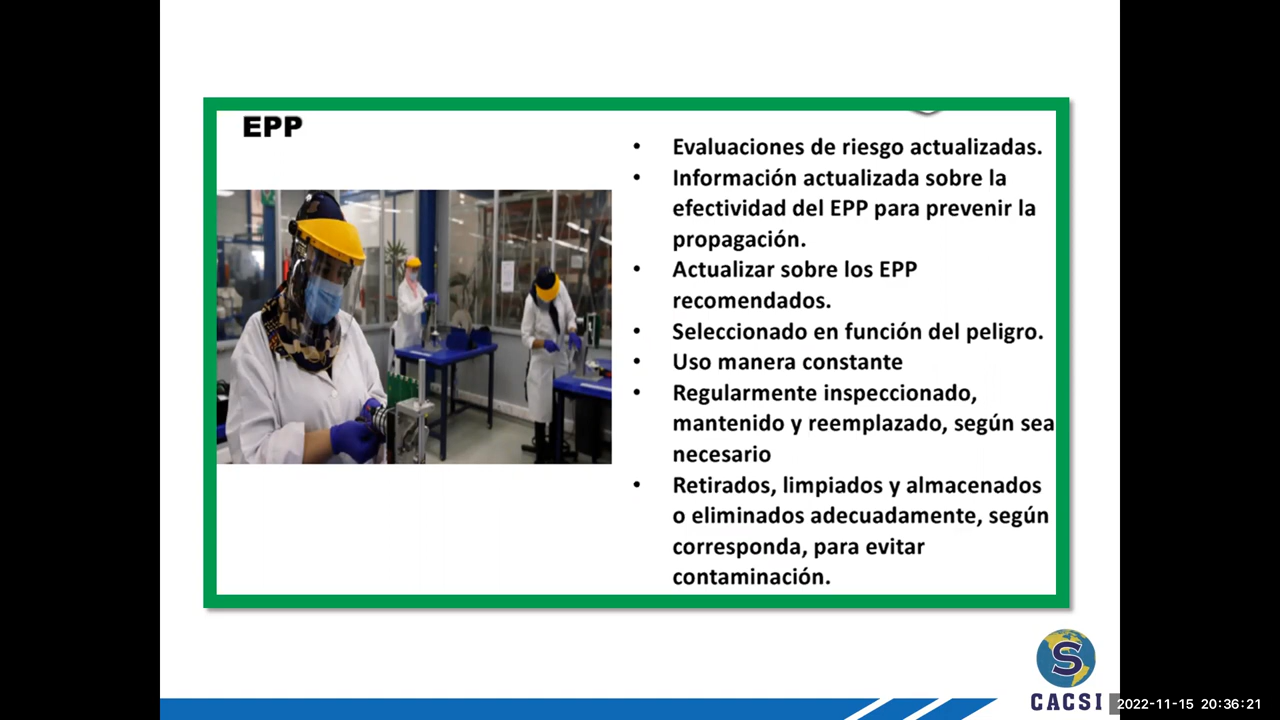 EPP
• Evaluaciones de riesgo actualizadas.
• Información actualizada sobre la
efectividad del EPP para prevenir la
propagación.
• Actualizar sobre los EPP
recomendados.
• Seleccionado en función del peligro.
• Uso manera constante
• Regularmente inspeccionado,
mantenido y reemplazado, según sea
necesario
• Retirados, limpiados y almacenados
o eliminados adecuadamente, según
corresponda, para evitar
contaminación.
S
CACSI
2022-11-15 20:36:21